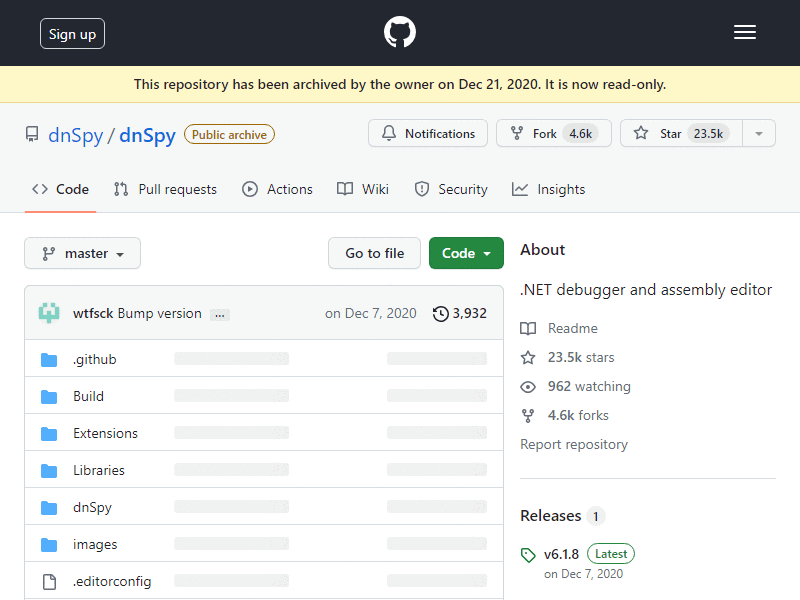 Sign up
This repository has been archived by the owner on Dec 21, 2020. It is now read-only.
dnSpy / dnSpy Public archive
Notifications Fork 4.6k Star 23.5k
Code Pull requests Actions Wiki Security Insights
master Go to file Code
wtfsck Bump version ... on Dec 7, 2020 3,932
.github
Build
Extensions
Libraries
dnSpy
images
.editorconfig
About
.NET debugger and assembly editor
Readme
23.5k stars
962 watching
4.6k forks
Report repository
Releases 1
v6.1.8 Latest
on Dec 7, 2020